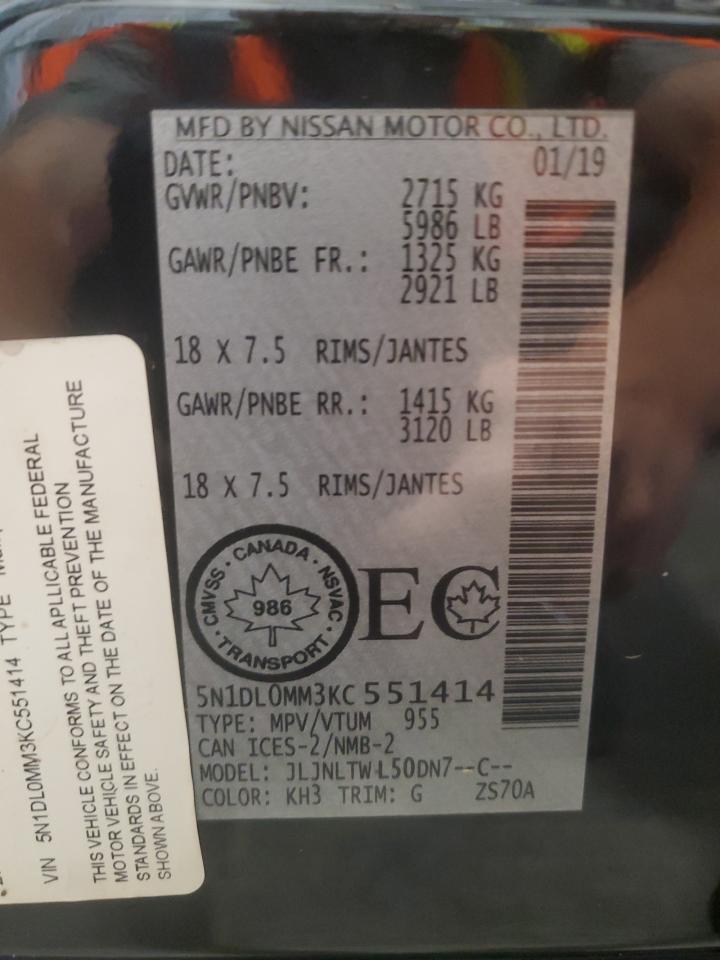 MFD BY NISSAN MOTOR CO., LTD.
DATE: 01/19
GVWR/PNBV: 2715 KG
5986 LB
GAWR/PNBE FR.: 1325 KG
2921 LB
18 X 7.5 RIMS/JANTES
GAWR/PNBE RR.: 1415 KG
3120 LB
18 X 7.5 RIMS/JANTES
CMVSS · CANADA · NSVAC · TRANSPORT ·
986
EC
5N1DL0MM3KC551414
TYPE: MPV/VTUM 955
CAN ICES-2/NMB-2
MODEL: JLJNLTW-L50DN7--C--
COLOR: KH3 TRIM: G ZS70A
VIN 5N1DL0MM3KC551414 TYPE
THIS VEHICLE CONFORMS TO ALL APLLICABLE FEDERAL
MOTOR VEHICLE SAFETY AND THEFT PREVENTION
STANDARDS IN EFFECT ON THE DATE OF THE MANUFACTURE
SHOWN ABOVE.